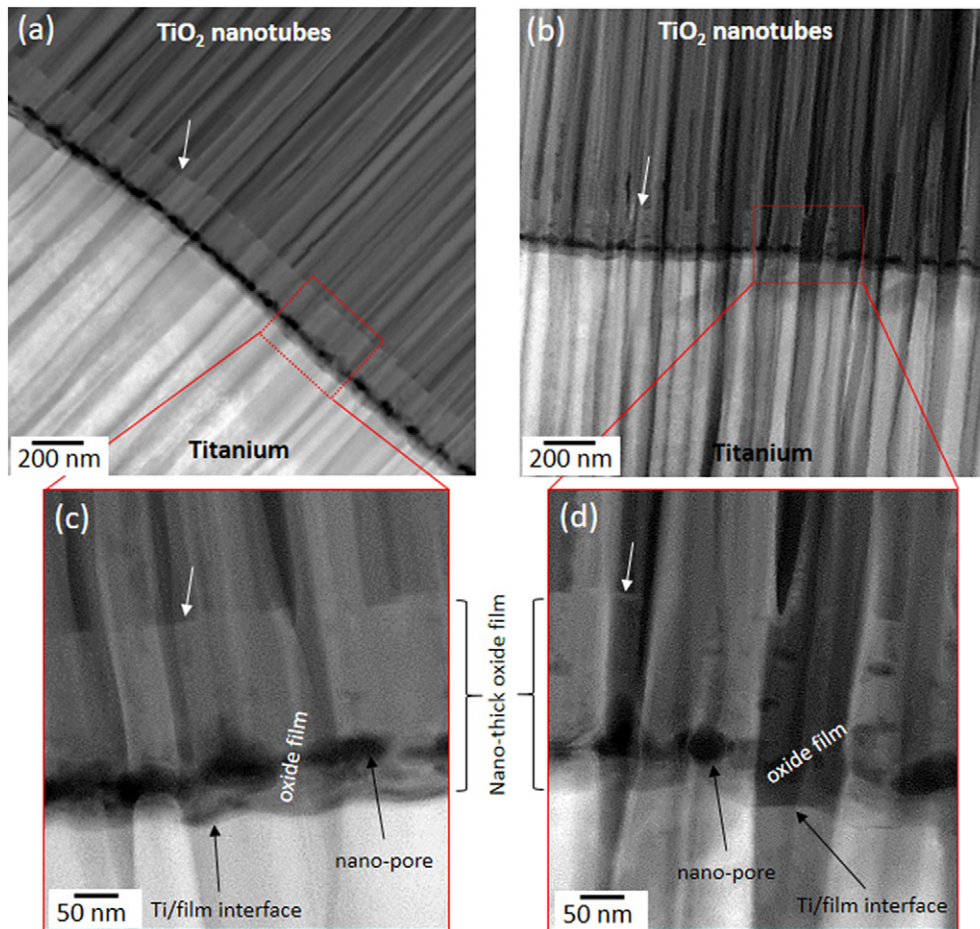 (a)
TiO₂ nanotubes
200 nm
Titanium
(b)
TiO₂ nanotubes
200 nm
Titanium
(c)
oxide film
nano-pore
50 nm
Ti/film interface
Nano-thick oxide film
(d)
oxide film
nano-pore
50 nm
Ti/film interface